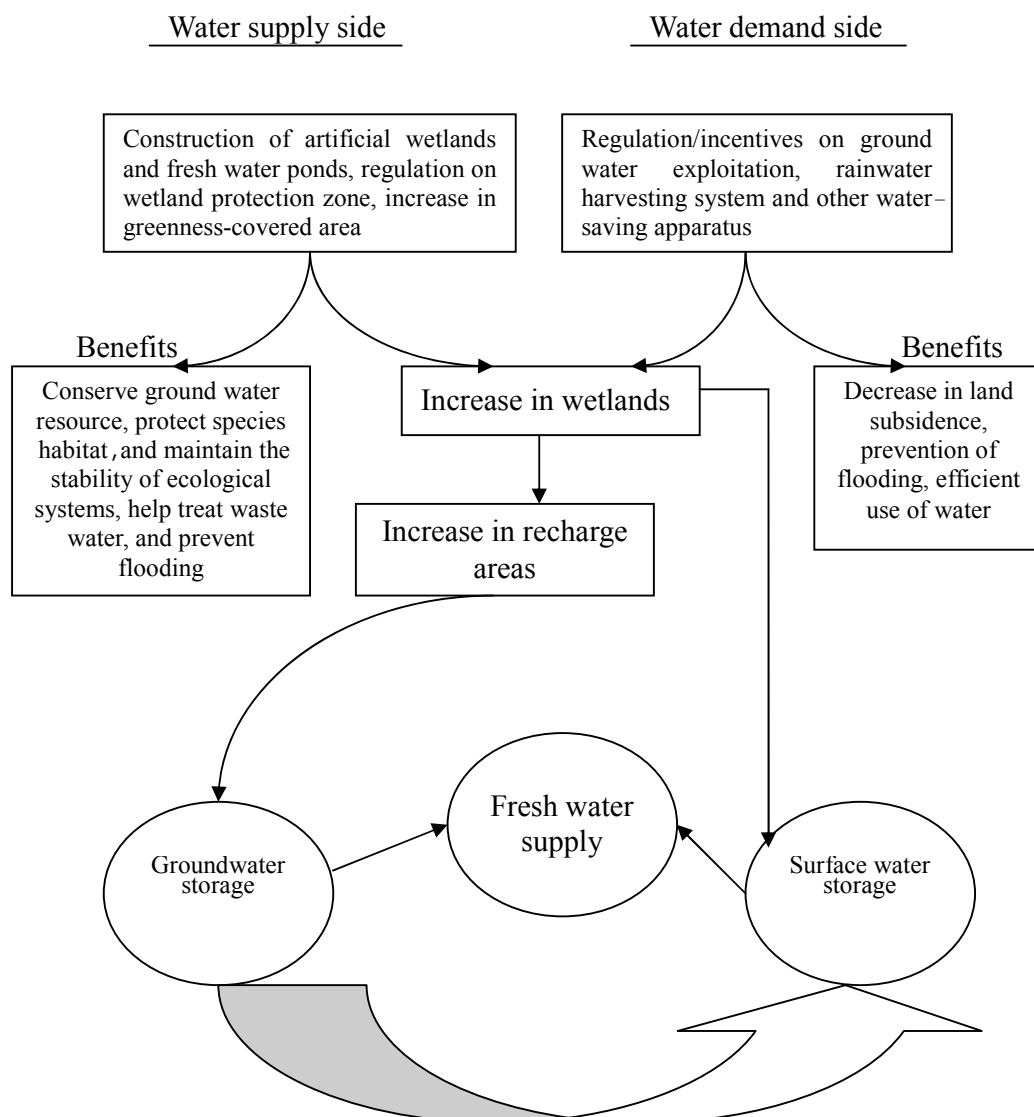 Water supply side
Water demand side
Construction of artificial wetlands
and fresh water ponds, regulation on
wetland protection zone, increase in
greenness-covered area
Regulation/incentives on ground
water exploitation, rainwater
harvesting system and other water–
saving apparatus
Benefits
Conserve ground water
resource, protect species
habitat, and maintain the
stability of ecological
systems, help treat waste
water, and prevent
flooding
Increase in wetlands
Benefits
Decrease in land
subsidence,
prevention of
flooding, efficient
use of water
Increase in recharge
areas
Groundwater
storage
Fresh water
supply
Surface water
storage